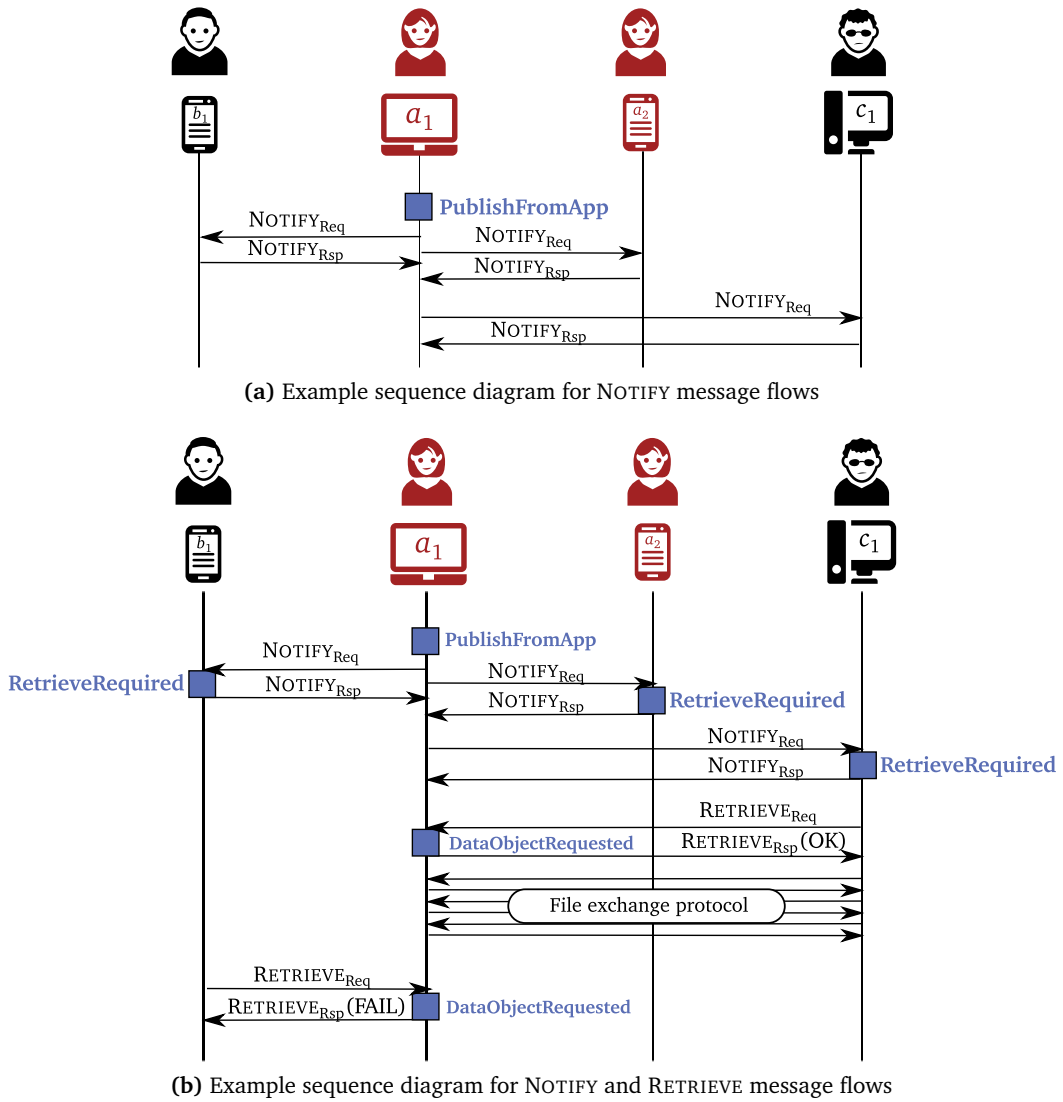 b1 a1 a2 c1
PublishFromApp
NOTIFYReq
NOTIFYReq
NOTIFYRsp
NOTIFYRsp
NOTIFYReq
NOTIFYRsp
(a) Example sequence diagram for NOTIFY message flows
b1 a1 a2 c1
PublishFromApp
NOTIFYReq
NOTIFYReq
RetrieveRequired
NOTIFYRsp
NOTIFYRsp
RetrieveRequired
NOTIFYReq
NOTIFYRsp
RetrieveRequired
RETRIEVEReq
DataObjectRequested
RETRIEVERsp(OK)
File exchange protocol
RETRIEVEReq
RETRIEVERsp(FAIL)
DataObjectRequested
(b) Example sequence diagram for NOTIFY and RETRIEVE message flows